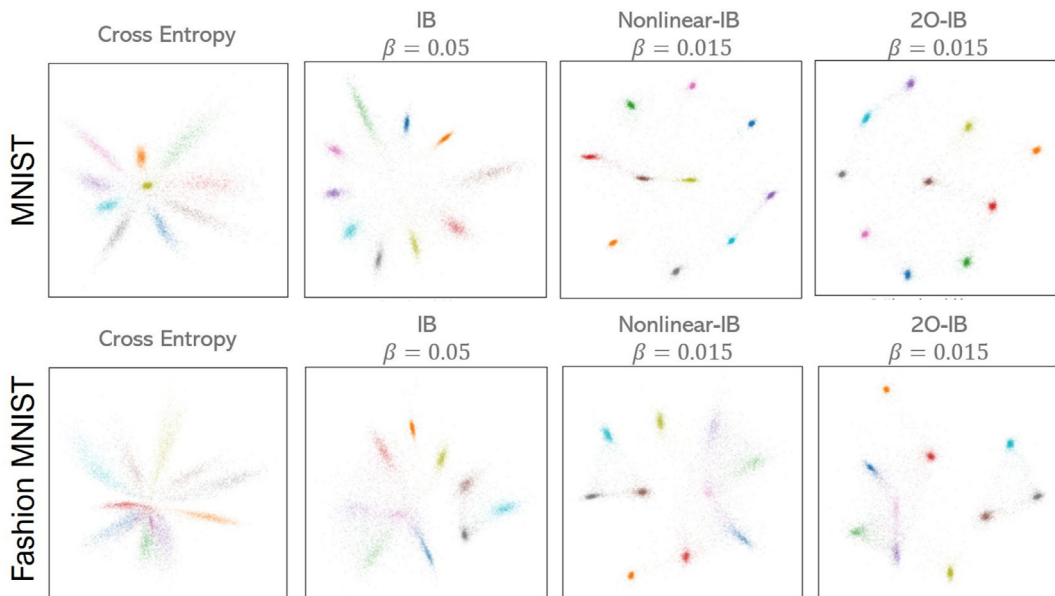 Cross Entropy
IB
β = 0.05
Nonlinear-IB
β = 0.015
2O-IB
β = 0.015
MNIST
Cross Entropy
IB
β = 0.05
Nonlinear-IB
β = 0.015
2O-IB
β = 0.015
Fashion MNIST